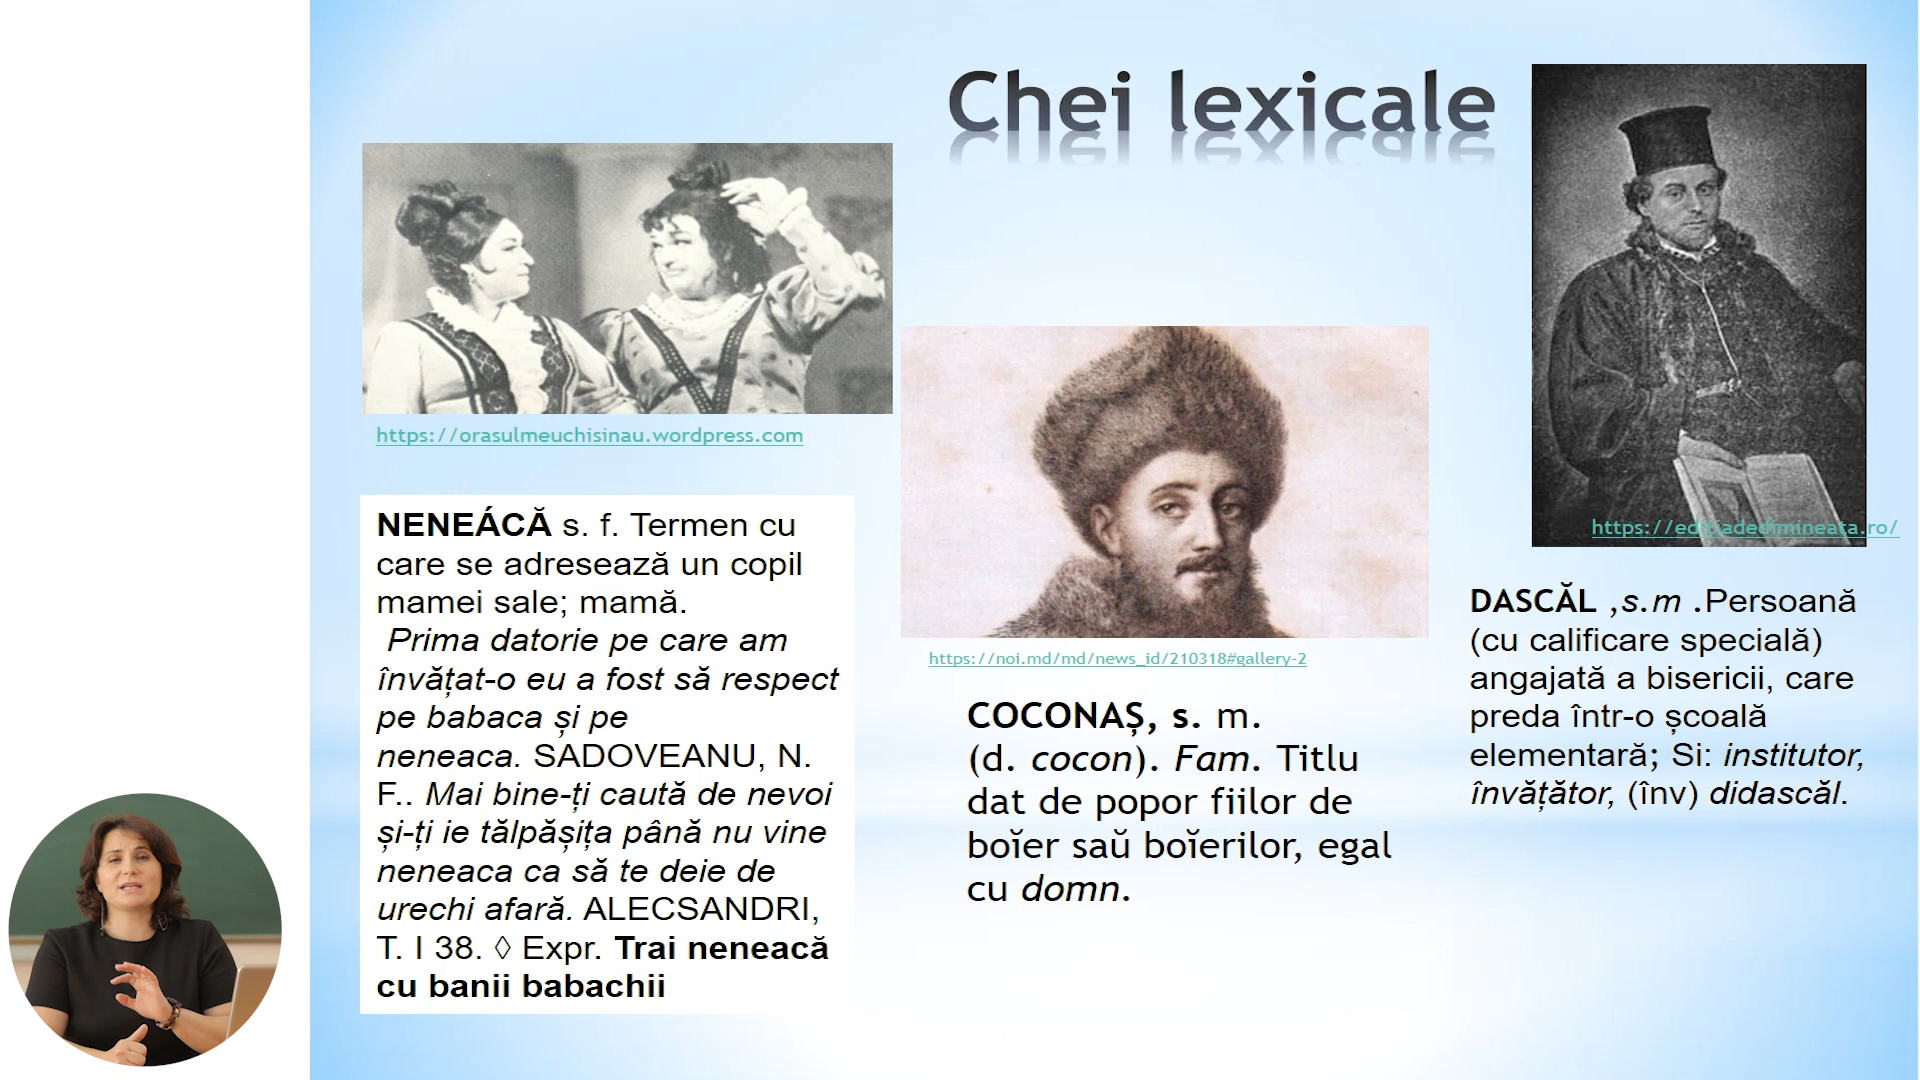 Chei lexicale
https://orasulmeuchisinau.wordpress.com
NENEÁCĂ s. f. Termen cu
care se adresează un copil
mamei sale; mamă.
Prima datorie pe care am
învățat-o eu a fost să respect
pe babaca și pe
neneaca. SADOVEANU, N.
F.. Mai bine-ți caută de nevoi
și-ți ie tălpășița până nu vine
neneaca ca să te deie de
urechi afară. ALECSANDRI,
T. I 38. ◊ Expr. Trai neneacă
cu banii babachii
https://noi.md/md/news_id/210318#gallery-2
COCONAȘ, s. m.
(d. cocon). Fam. Titlu
dat de popor fiilor de
boĭer saŭ boĭerilor, egal
cu domn.
https://editiadedimineata.ro/
DASCĂL ,s.m .Persoană
(cu calificare specială)
angajată a bisericii, care
preda într-o școală
elementară; Si: institutor,
învățător, (înv) didascăl.